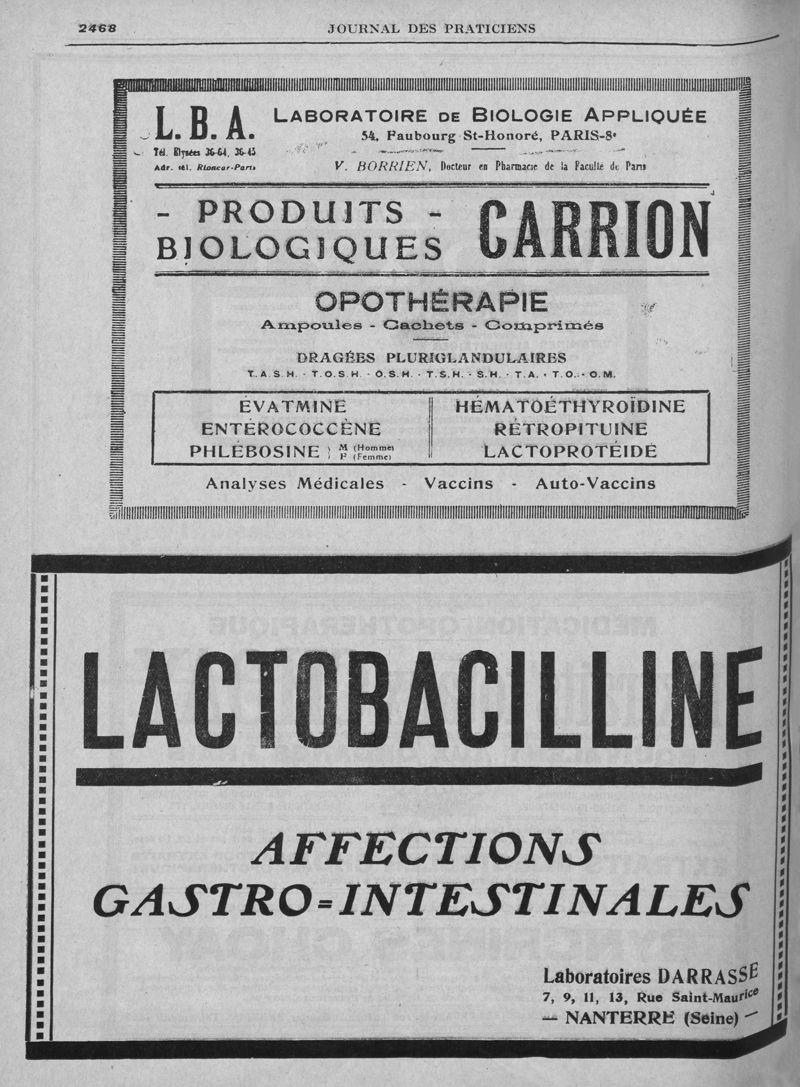 2468
JOURNAL DES PRATICIENS
L. B. A.
Tél. Elysées 36-64, 36-45
Adr. tél. Rioncar-Paris
LABORATOIRE DE BIOLOGIE APPLIQUÉE
54, Faubourg St-Honoré, PARIS-8e
V. BORRIEN, Docteur en Pharmacie de la Faculté de Paris
- PRODUITS -
BIOLOGIQUES
CARRION
OPOTHÉRAPIE
Ampoules - Cachets - Comprimés
DRAGÉES PLURIGLANDULAIRES
T.A.S.H. - T.O.S.H. - O.S.H. - T.S.H. - S.H. - T.A. - T.O. - O.M.
ÉVATMINE
ENTÉROCOCCÈNE
PHLÉBOSINE } M (Homme)
F (Femme)
HÉMATOÉTHYROÏDINE
RÉTROPITUINE
LACTOPROTÉIDE
Analyses Médicales - Vaccins - Auto-Vaccins
LACTOBACILLINE
AFFECTIONS
GASTRO=INTESTINALES
Laboratoires DARRASSE
7, 9, 11, 13, Rue Saint-Maurice
— NANTERRE (Seine) —